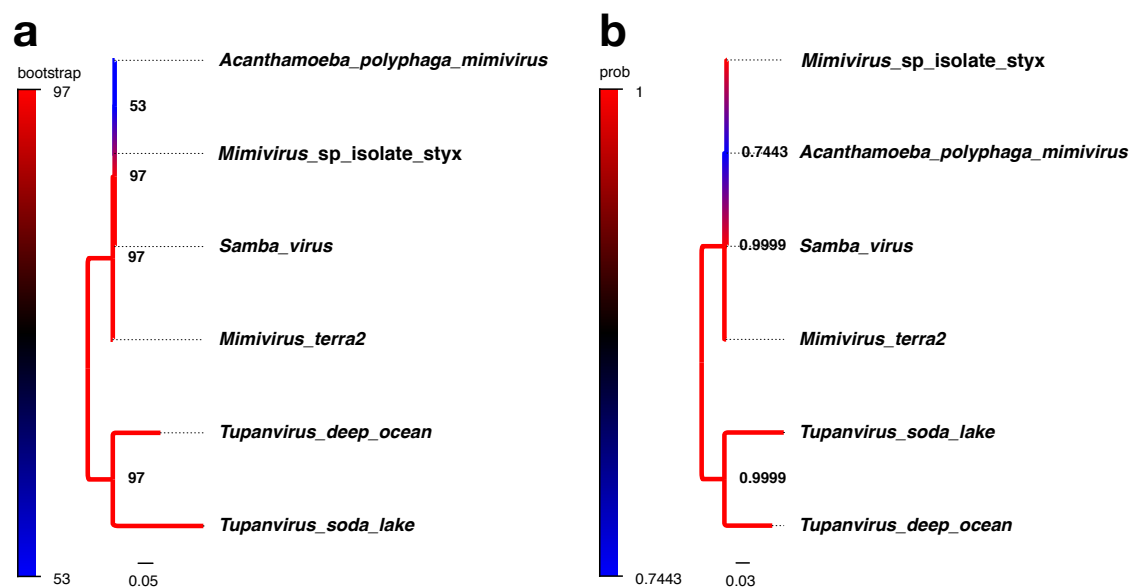 a
bootstrap
97
53
Acanthamoeba_polyphaga_mimivirus
53
Mimivirus_sp_isolate_styx
97
Samba_virus
97
Mimivirus_terra2
Tupanvirus_deep_ocean
97
Tupanvirus_soda_lake
0.05
b
prob
1
0.7443
Mimivirus_sp_isolate_styx
0.7443
Acanthamoeba_polyphaga_mimivirus
0.9999
Samba_virus
Mimivirus_terra2
Tupanvirus_soda_lake
0.9999
Tupanvirus_deep_ocean
0.03